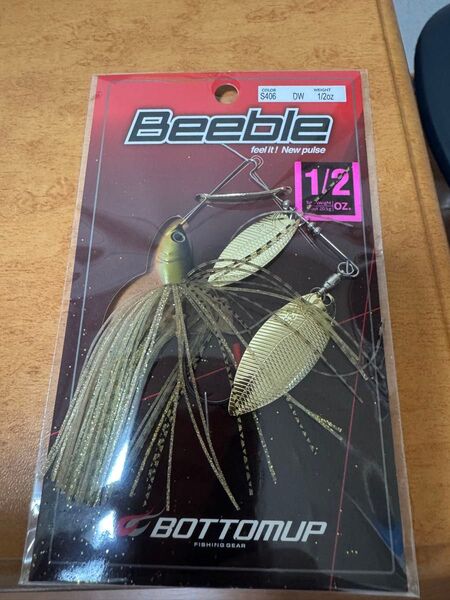 COLOR WEIGHT
S406 DW 1/2oz
Beeble
feel it! New pulse
1/2
oz.
BOTTOMUP
FISHING GEAR